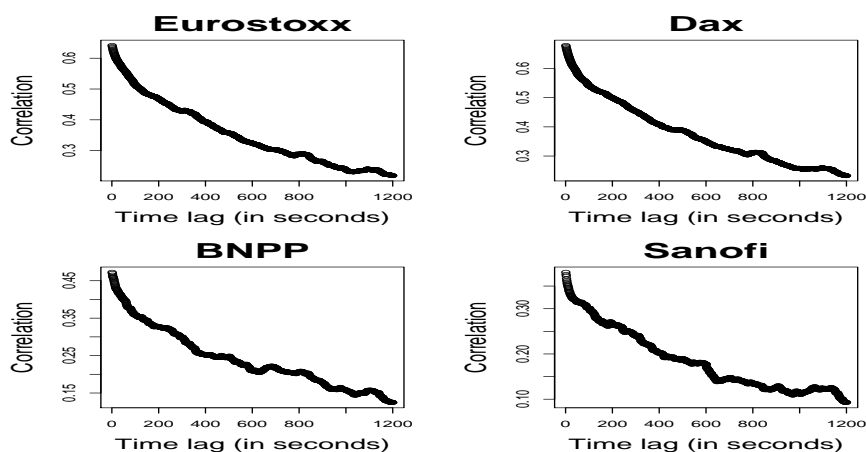 Eurostoxx
Correlation
0.6
0.5
0.4
0.3
0 200 400 600 800 1200
Time lag (in seconds)
Dax
Correlation
0.6
0.5
0.4
0.3
0 200 400 600 800 1200
Time lag (in seconds)
BNPP
Correlation
0.45
0.35
0.25
0.15
0 200 400 600 800 1200
Time lag (in seconds)
Sanofi
Correlation
0.30
0.20
0.10
0 200 400 600 800 1200
Time lag (in seconds)